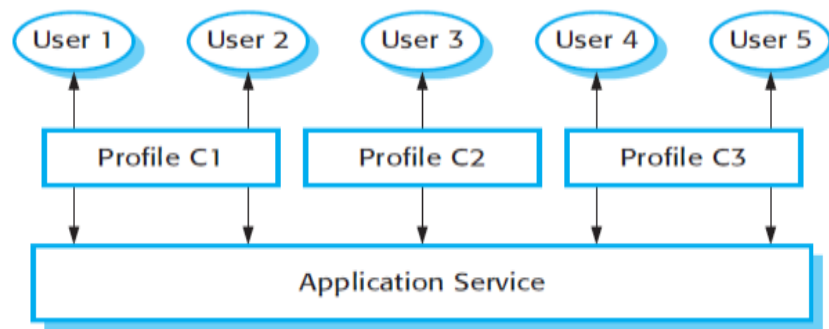 User 1
User 2
User 3
User 4
User 5
Profile C1
Profile C2
Profile C3
Application Service